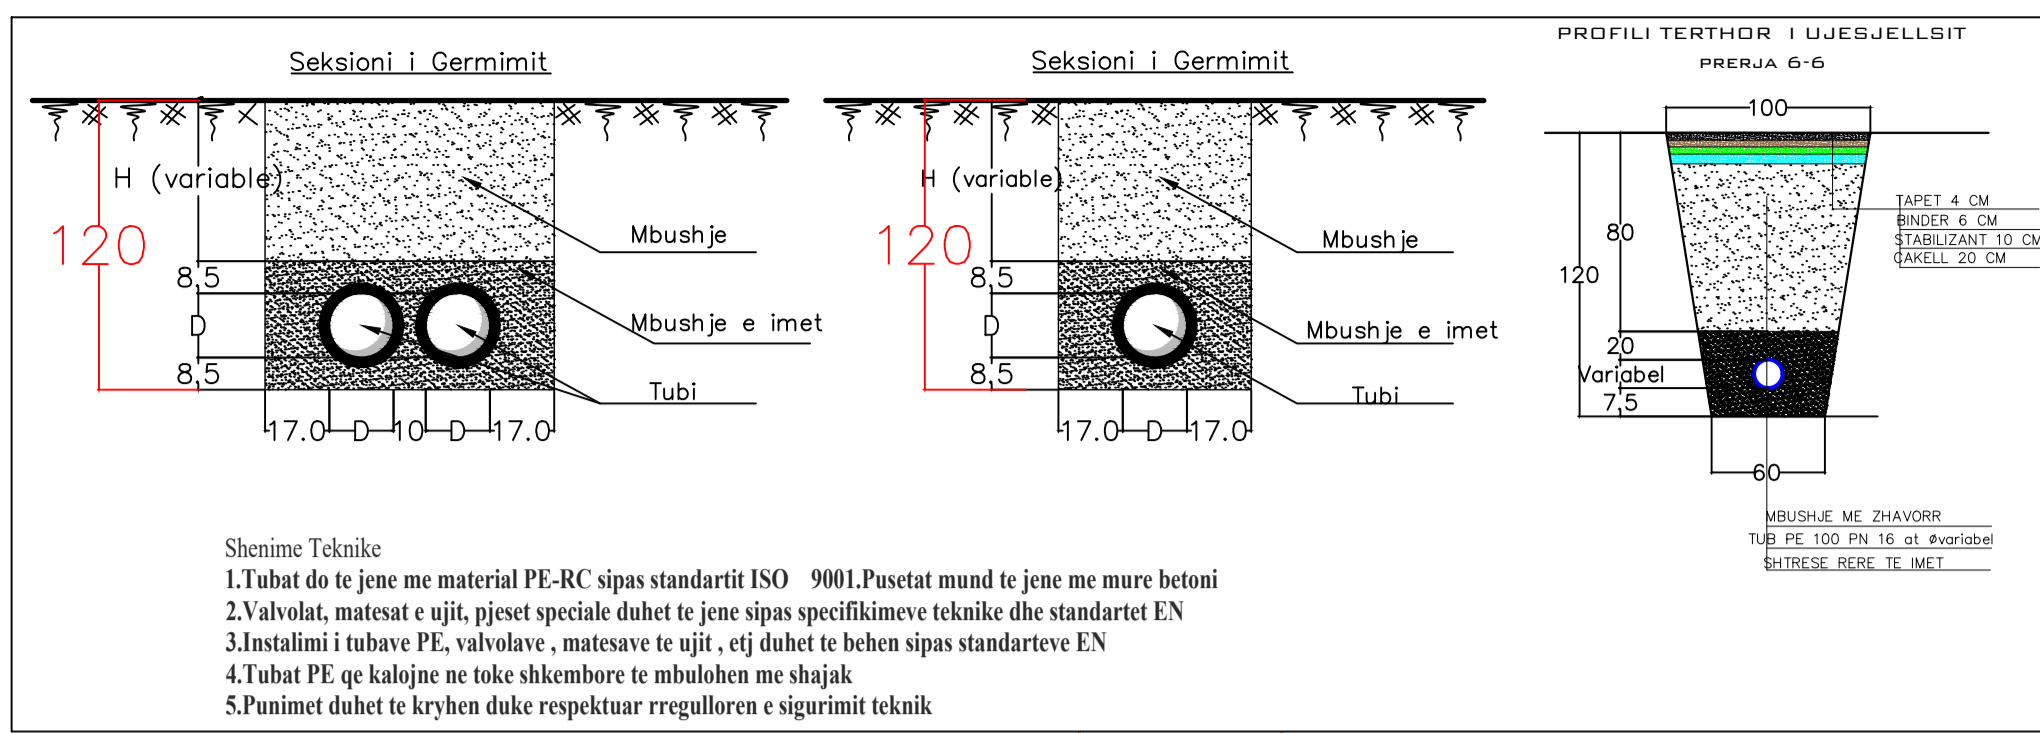 Seksioni i Germimit
H (variable)
120
8,5
D
8,5
17.0 D 10 D 17.0
Mbushje
Mbushje e imet
Tubi
Seksioni i Germimit
H (variable)
120
8,5
D
8,5
17.0 D 17.0
Mbushje
Mbushje e imet
Tubi
PROFILI TERTHOR I UJESJELLSIT
PRERJA 6-6
100
80
120
20
Variabel
7,5
60
TAPET 4 CM
BINDER 6 CM
STABILIZANT 10 CM
CAKELL 20 CM
MBUSHJE ME ZHAVORR
TUB PE 100 PN 16 at øvariabel
SHTRESE RERE TE IMET
Shenime Teknike
1.Tubat do te jene me material PE-RC sipas standartit ISO 9001.Pusetat mund te jene me mure betoni
2.Valvolat, matesat e ujit, pjeset speciale duhet te jene sipas specifikimeve teknike dhe standartet EN
3.Instalimi i tubave PE, valvolave , matesave te ujit , etj duhet te behen sipas standarteve EN
4.Tubat PE qe kalojne ne toke shkembore te mbulohen me shajak
5.Punimet duhet te kryhen duke respektuar rregulloren e sigurimit teknik